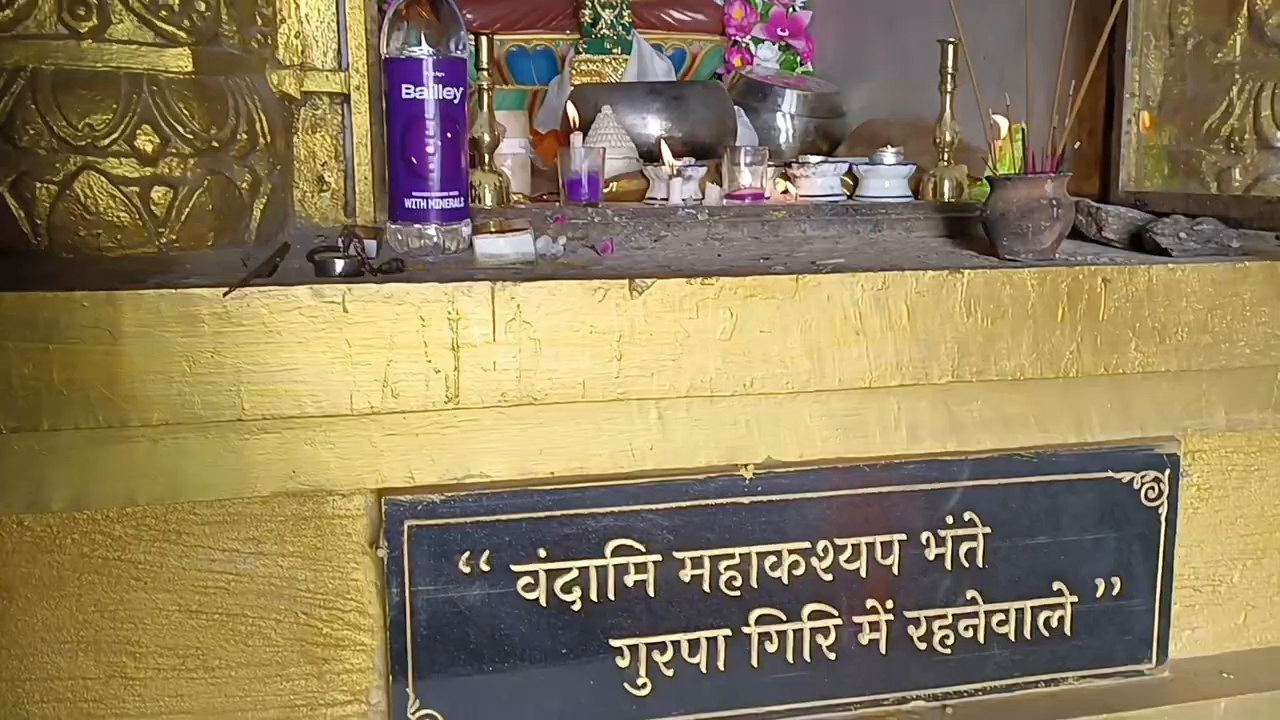 Bailley
WITH MINERALS
“ वंदामि महाकश्यप भंते
गुरपा गिरि में रहनेवाले ”